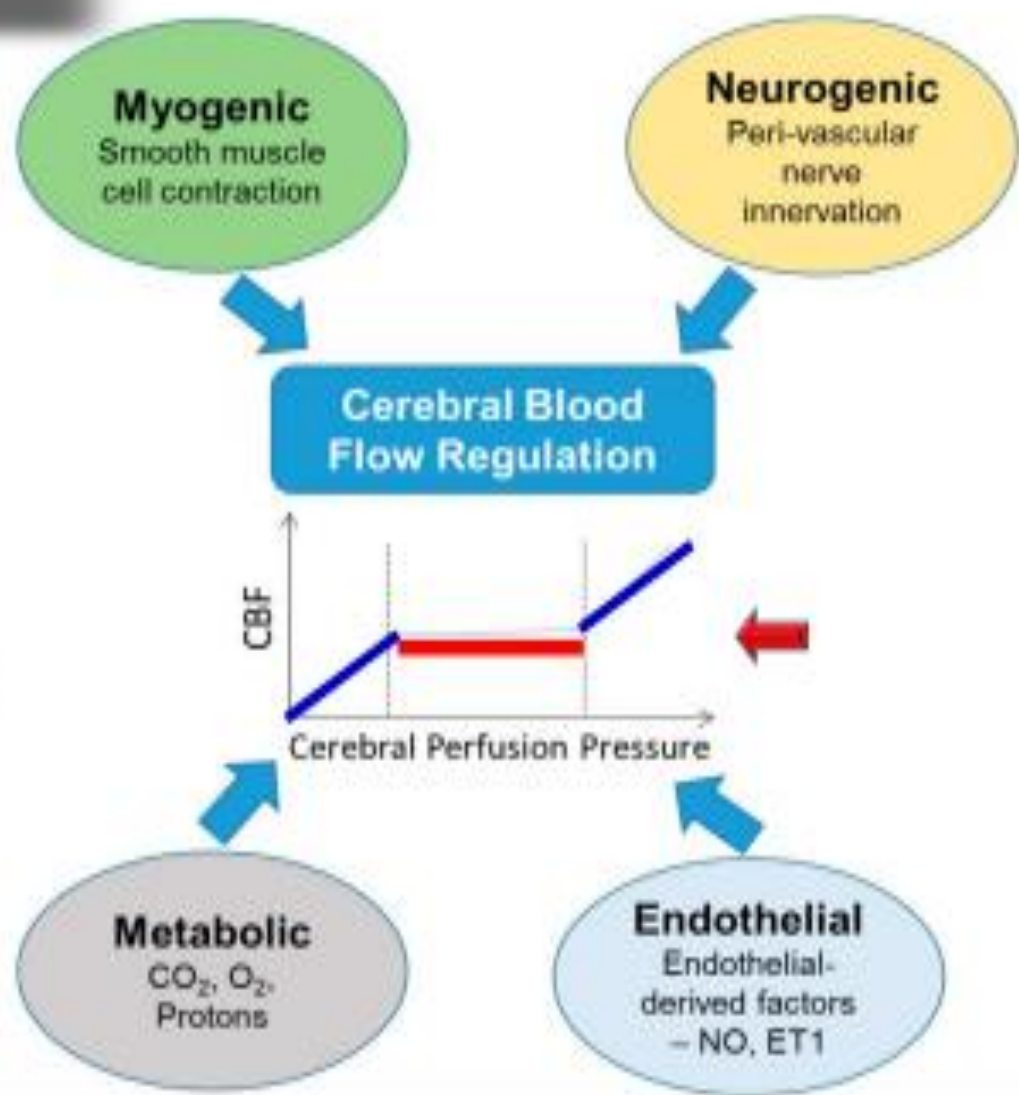 Myogenic
Smooth muscle
cell contraction
Neurogenic
Peri-vascular
nerve
innervation
Cerebral Blood
Flow Regulation
CBF
Cerebral Perfusion Pressure
Metabolic
CO₂, O₂,
Protons
Endothelial
Endothelial-
derived factors
– NO, ET1